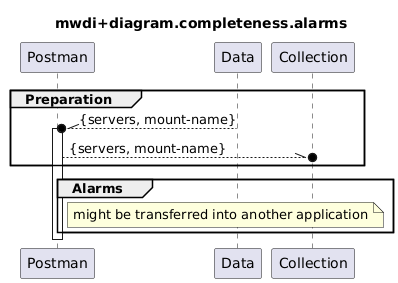 mwdi+diagram.completeness.alarms
Postman
Data
Collection
Preparation
{servers, mount-name}
{servers, mount-name}
Alarms
might be transferred into another application
Postman
Data
Collection